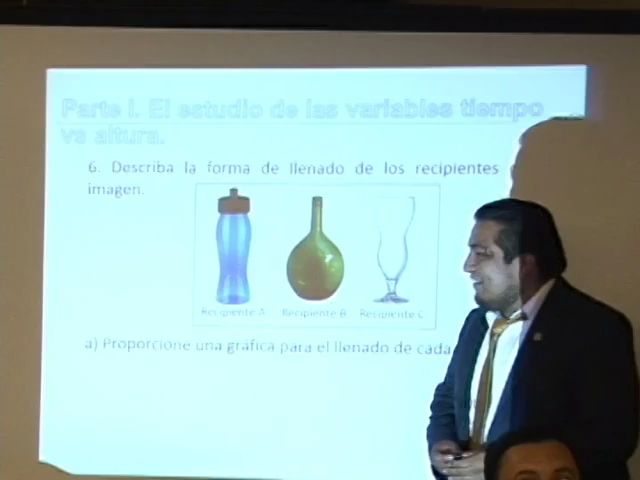 Parte I. El estudio de las variables tiempo
vs altura.
6. Describa la forma de llenado de los recipientes
imagen.
Recipiente A Recipiente B Recipiente C
a) Proporcione una gráfica para el llenado de cada